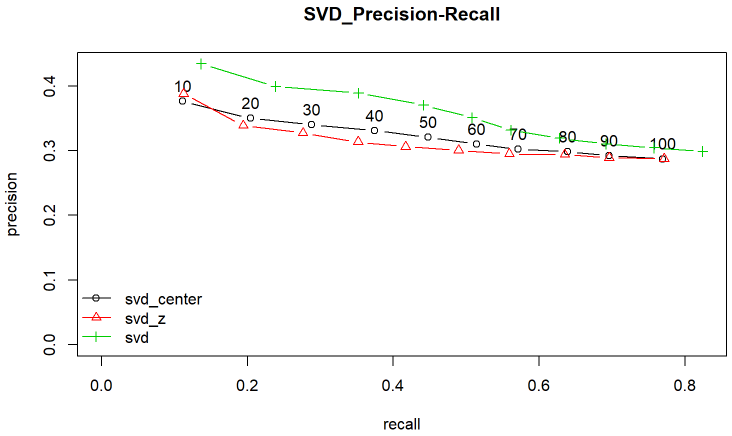 SVD_Precision-Recall
precision
0.4
0.3
0.2
0.1
0.0
10
20
30
40
50
60
70
80
90
100
svd_center
svd_z
svd
0.0 0.2 0.4 0.6 0.8
recall